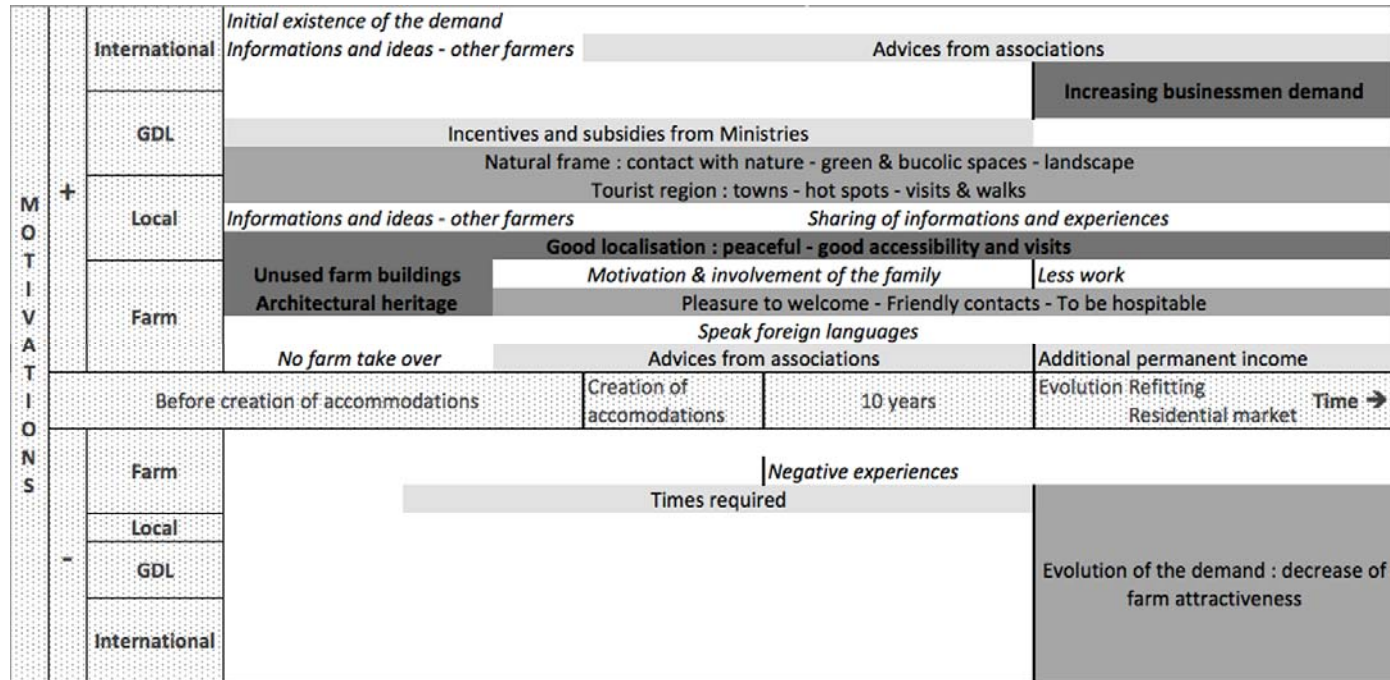 MOTIVATIONS
+
International
Initial existence of the demand
Informations and ideas - other farmers
Advices from associations
Increasing businessmen demand
GDL
Incentives and subsidies from Ministries
Natural frame : contact with nature - green & bucolic spaces - landscape
Tourist region : towns - hot spots - visits & walks
Local
Informations and ideas - other farmers
Sharing of informations and experiences
Good localisation : peaceful - good accessibility and visits
Farm
Unused farm buildings
Motivation & involvement of the family
Less work
Architectural heritage
Pleasure to welcome - Friendly contacts - To be hospitable
Speak foreign languages
No farm take over
Advices from associations
Additional permanent income
Before creation of accommodations
Creation of
accomodations
10 years
Evolution Refitting
Residential market
Time →
-
Farm
Negative experiences
Times required
Local
GDL
International
Evolution of the demand : decrease of
farm attractiveness